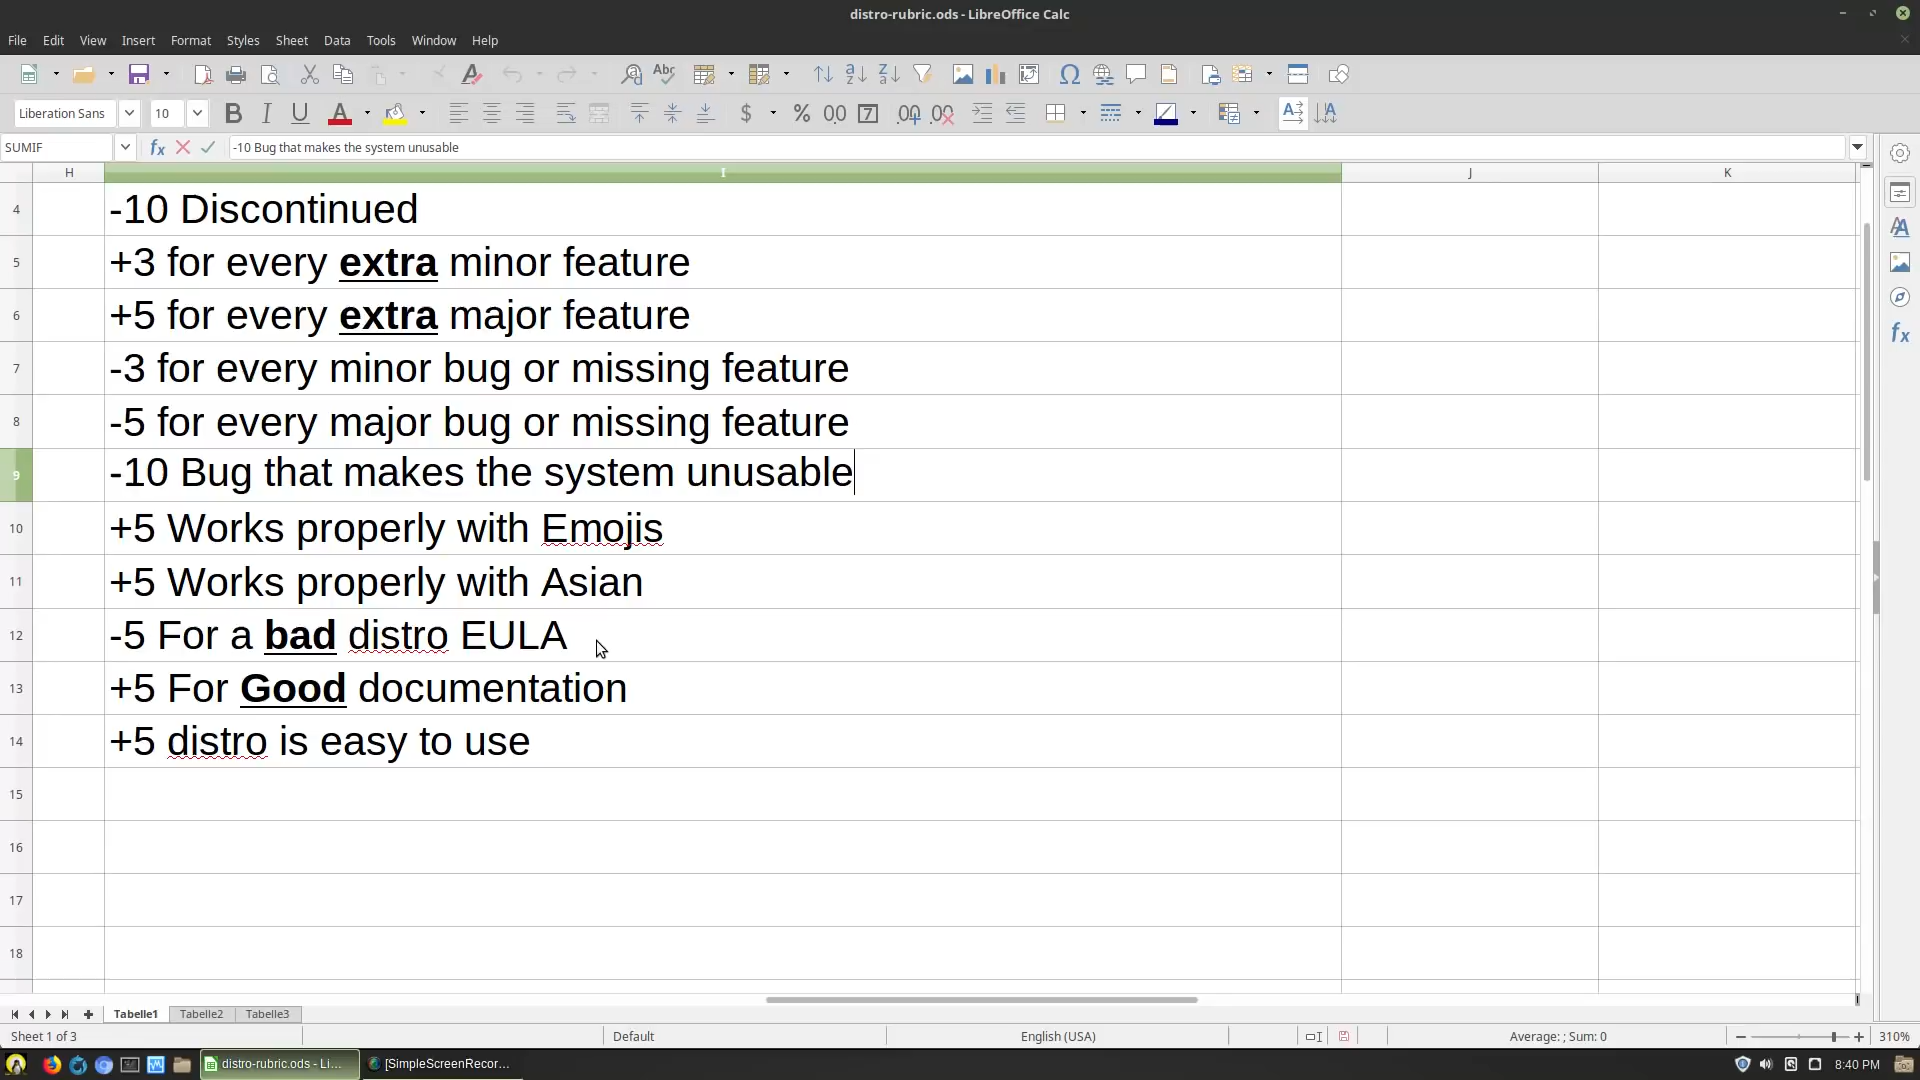 distro-rubric.ods - LibreOffice Calc
File Edit View Insert Format Styles Sheet Data Tools Window Help
Liberation Sans 10
SUMIF -10 Bug that makes the system unusable
H I J K
4 -10 Discontinued
5 +3 for every extra minor feature
6 +5 for every extra major feature
7 -3 for every minor bug or missing feature
8 -5 for every major bug or missing feature
9 -10 Bug that makes the system unusable
10 +5 Works properly with Emojis
11 +5 Works properly with Asian
12 -5 For a bad distro EULA
13 +5 For Good documentation
14 +5 distro is easy to use
15
16
17
18
Tabelle1 Tabelle2 Tabelle3
Sheet 1 of 3 Default English (USA) Average: ; Sum: 0 310%
distro-rubric.ods - Li... [SimpleScreenRecor... 8:40 PM